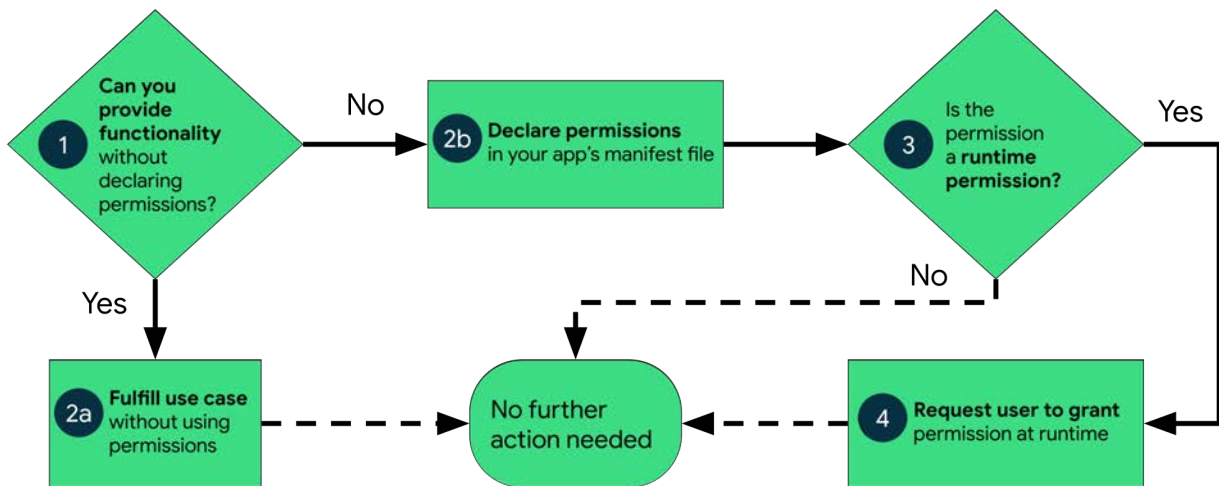 1
Can you
provide
functionality
without
declaring
permissions?
No
2b
Declare permissions
in your app's manifest file
3
Is the
permission
a runtime
permission?
Yes
Yes
No
2a
Fulfill use case
without using
permissions
No further
action needed
4
Request user to grant
permission at runtime